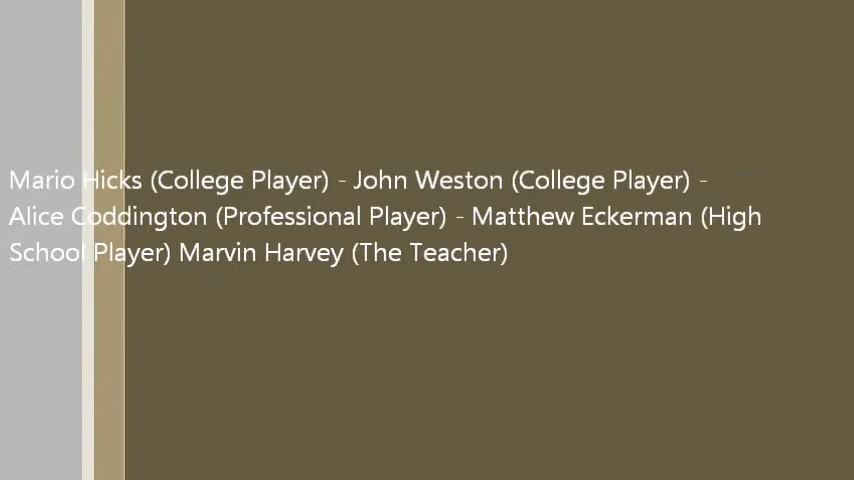 Mario Hicks (College Player) - John Weston (College Player) -
Alice Coddington (Professional Player) - Matthew Eckerman (High
School Player) Marvin Harvey (The Teacher)